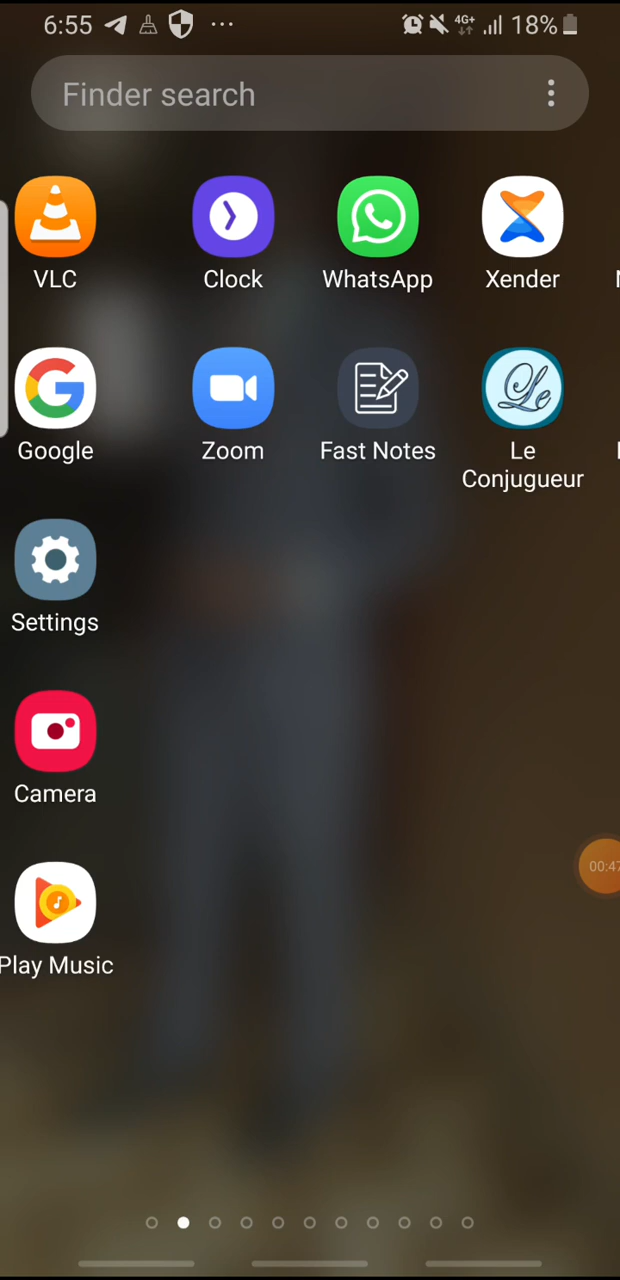 6:55 4G+ 18%
Finder search
VLC Clock WhatsApp Xender
Google Zoom Fast Notes Le Conjugueur
Settings
Camera
00:47
Play Music